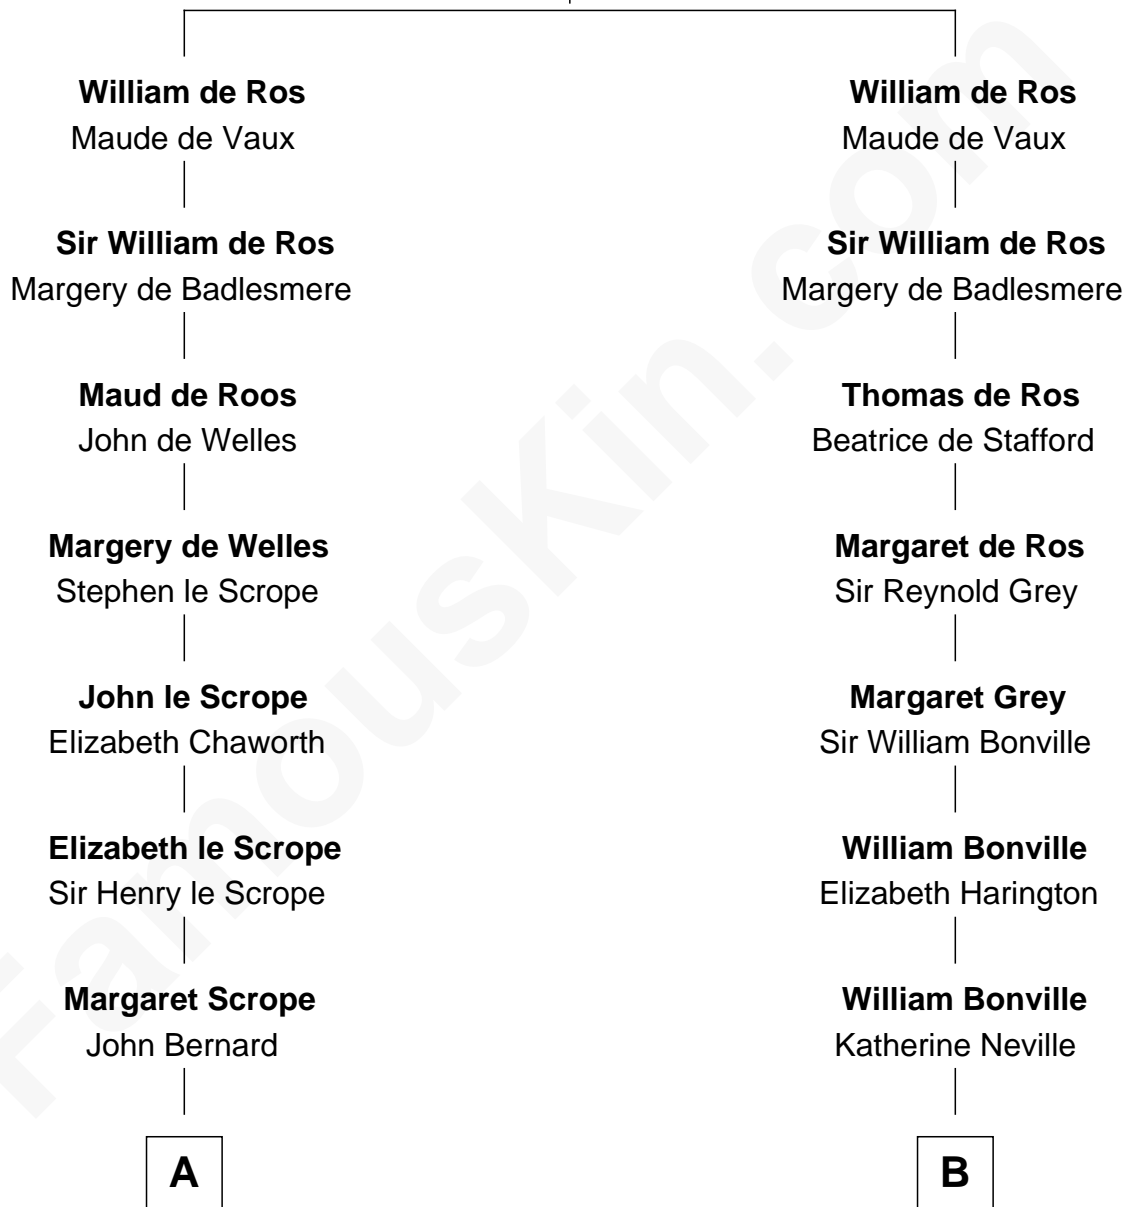 William de Ros
Maude de Vaux
Sir William de Ros
Margery de Badlesmere
Maud de Roos
John de Welles
Margery de Welles
Stephen le Scrope
John le Scrope
Elizabeth Chaworth
Elizabeth le Scrope
Sir Henry le Scrope
Margaret Scrope
John Bernard
A
William de Ros
Maude de Vaux
Sir William de Ros
Margery de Badlesmere
Thomas de Ros
Beatrice de Stafford
Margaret de Ros
Sir Reynold Grey
Margaret Grey
Sir William Bonville
William Bonville
Elizabeth Harington
William Bonville
Katherine Neville
B
FamousKin.com